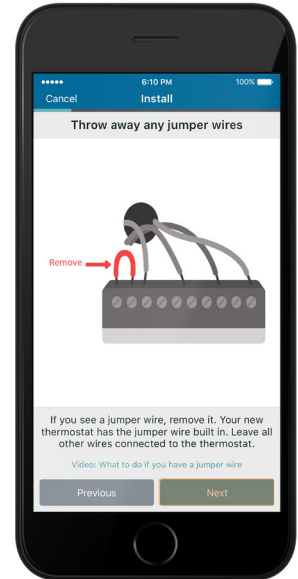 6:10 PM
100%
Cancel
Install
Throw away any jumper wires
Remove
If you see a jumper wire, remove it. Your new
thermostat has the jumper wire built in. Leave all
other wires connected to the thermostat.
Video: What to do if you have a jumper wire
Previous
Next